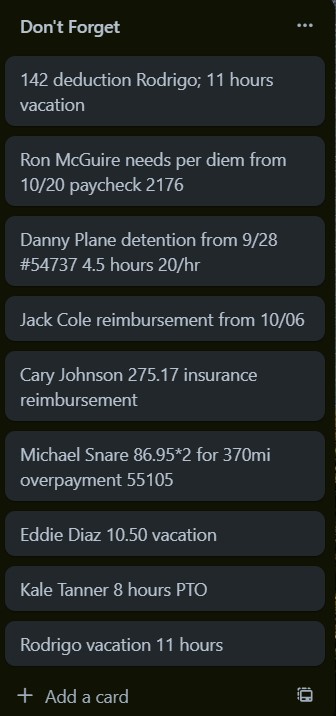 Don't Forget
142 deduction Rodrigo; 11 hours
vacation
Ron McGuire needs per diem from
10/20 paycheck 2176
Danny Plane detention from 9/28
#54737 4.5 hours 20/hr
Jack Cole reimbursement from 10/06
Cary Johnson 275.17 insurance
reimbursement
Michael Snare 86.95*2 for 370mi
overpayment 55105
Eddie Diaz 10.50 vacation
Kale Tanner 8 hours PTO
Rodrigo vacation 11 hours
Add a card